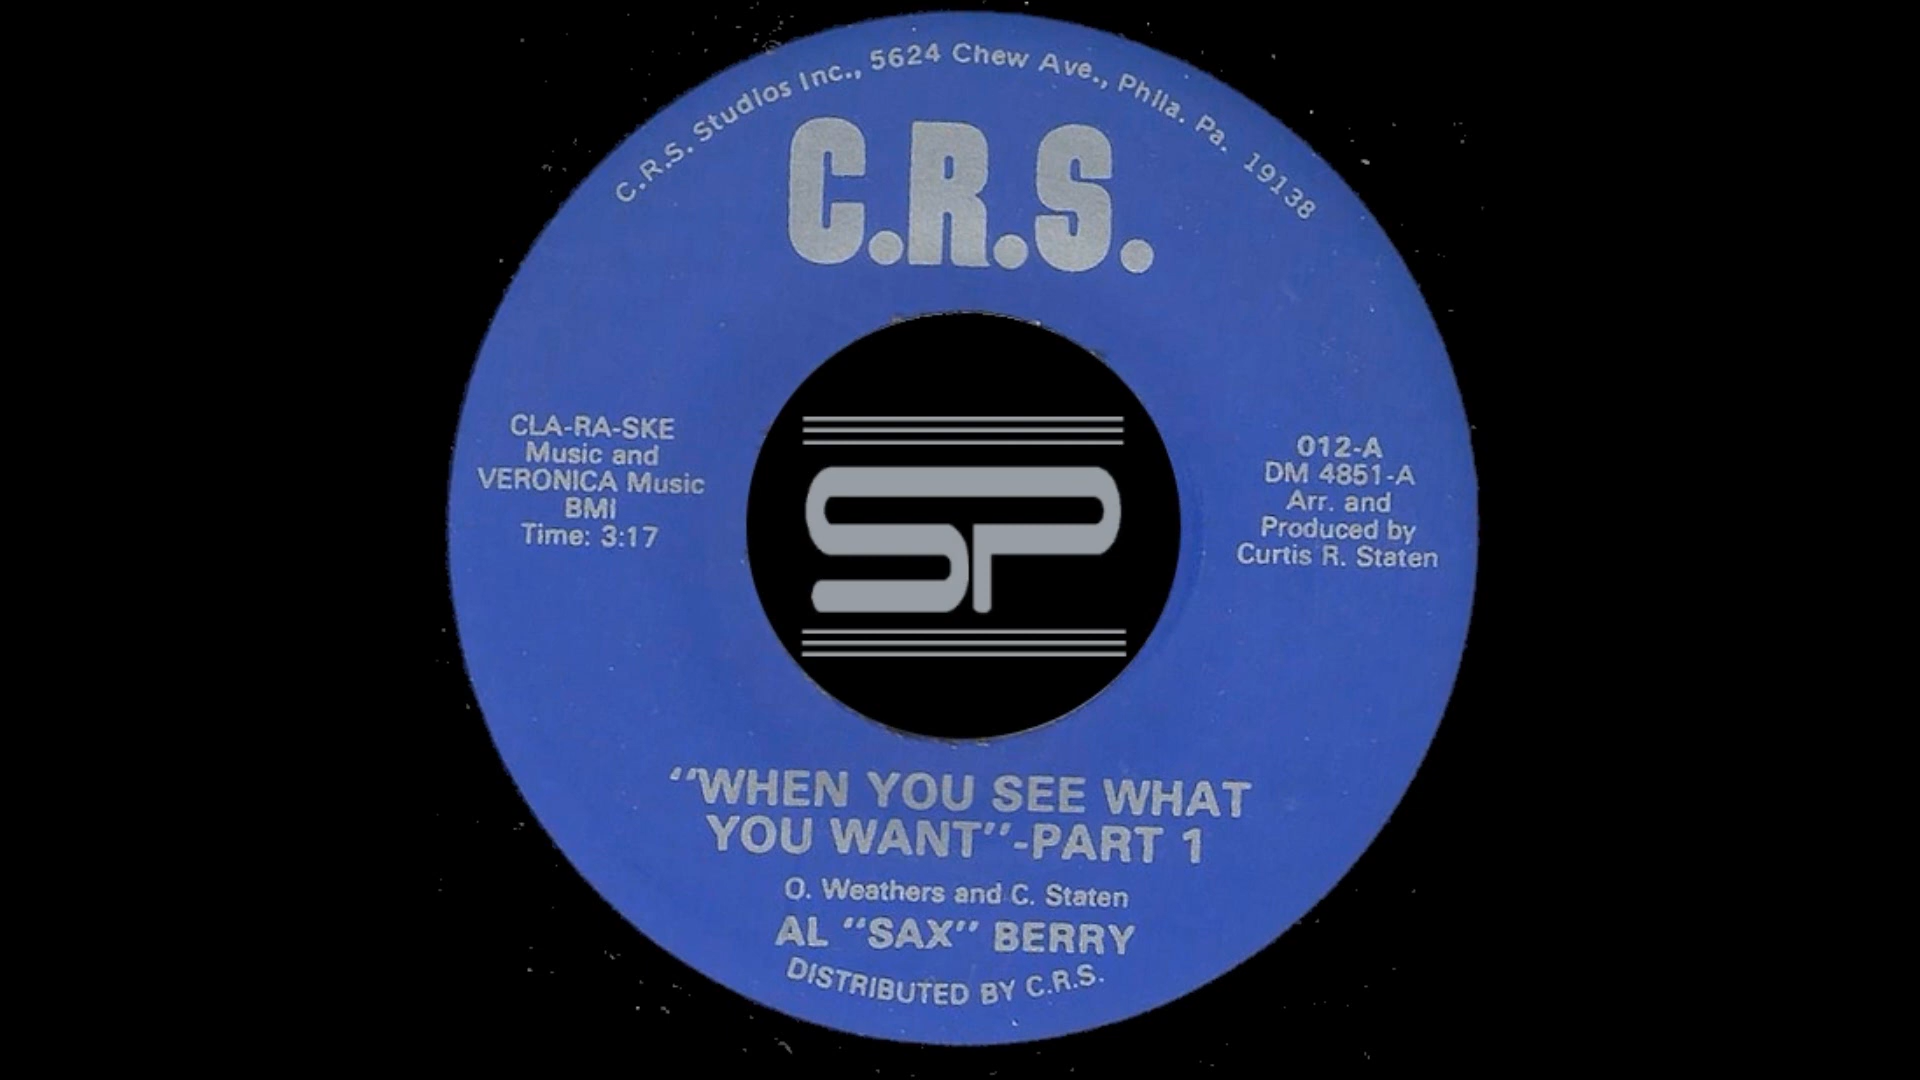 C.R.S. Studios Inc., 5624 Chew Ave., Phila. Pa. 19138
C.R.S.
CLA-RA-SKE
Music and
VERONICA Music
BMI
Time: 3:17
SP
012-A
DM 4851-A
Arr. and
Produced by
Curtis R. Staten
"WHEN YOU SEE WHAT
YOU WANT"-PART 1
O. Weathers and C. Staten
AL "SAX" BERRY
DISTRIBUTED BY C.R.S.